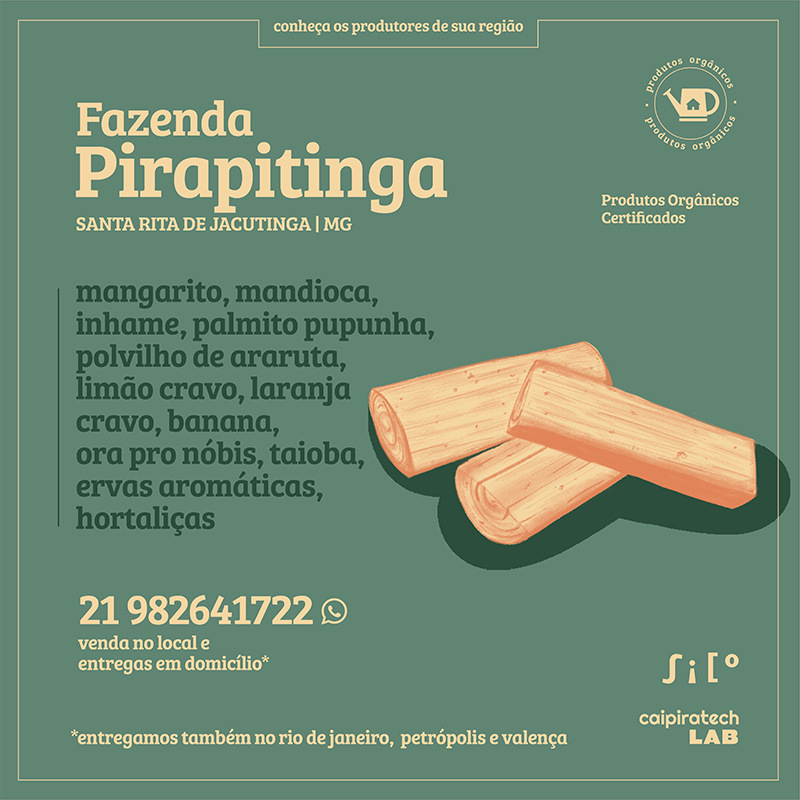 conheça os produtores de sua região
produtos orgânicos
produtos orgânicos
Fazenda
Pirapitinga
SANTA RITA DE JACUTINGA | MG
Produtos Orgânicos
Certificados
mangarito, mandioca,
inhame, palmito pupunha,
polvilho de araruta,
limão cravo, laranja
cravo, banana,
ora pro nóbis, taioba,
ervas aromáticas,
hortaliças
21 982641722
venda no local e
entregas em domicílio*
silo
caipiratech
LAB
*entregamos também no rio de janeiro, petrópolis e valença